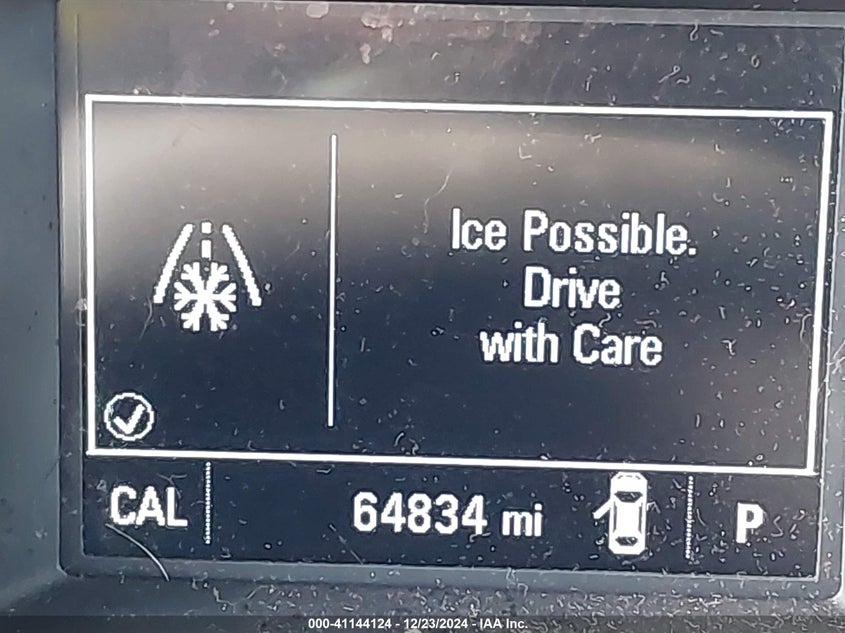 Ice Possible.
Drive
with Care
CAL
64834 mi
P
000-41144124 - 12/23/2024 - IAA Inc.